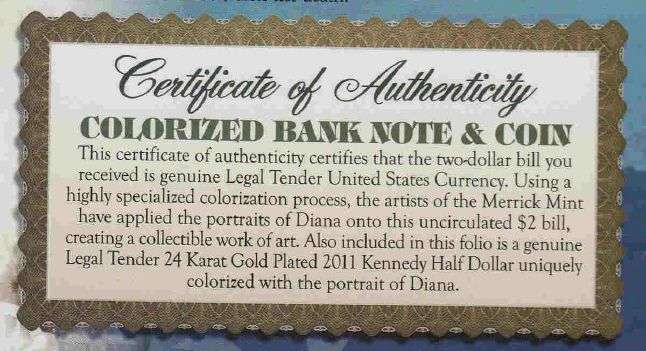 Certificate of Authenticity
COLORIZED BANK NOTE & COIN
This certificate of authenticity certifies that the two-dollar bill you
received is genuine Legal Tender United States Currency. Using a
highly specialized colorization process, the artists of the Merrick Mint
have applied the portraits of Diana onto this uncirculated $2 bill,
creating a collectible work of art. Also included in this folio is a genuine
Legal Tender 24 Karat Gold Plated 2011 Kennedy Half Dollar uniquely
colorized with the portrait of Diana.